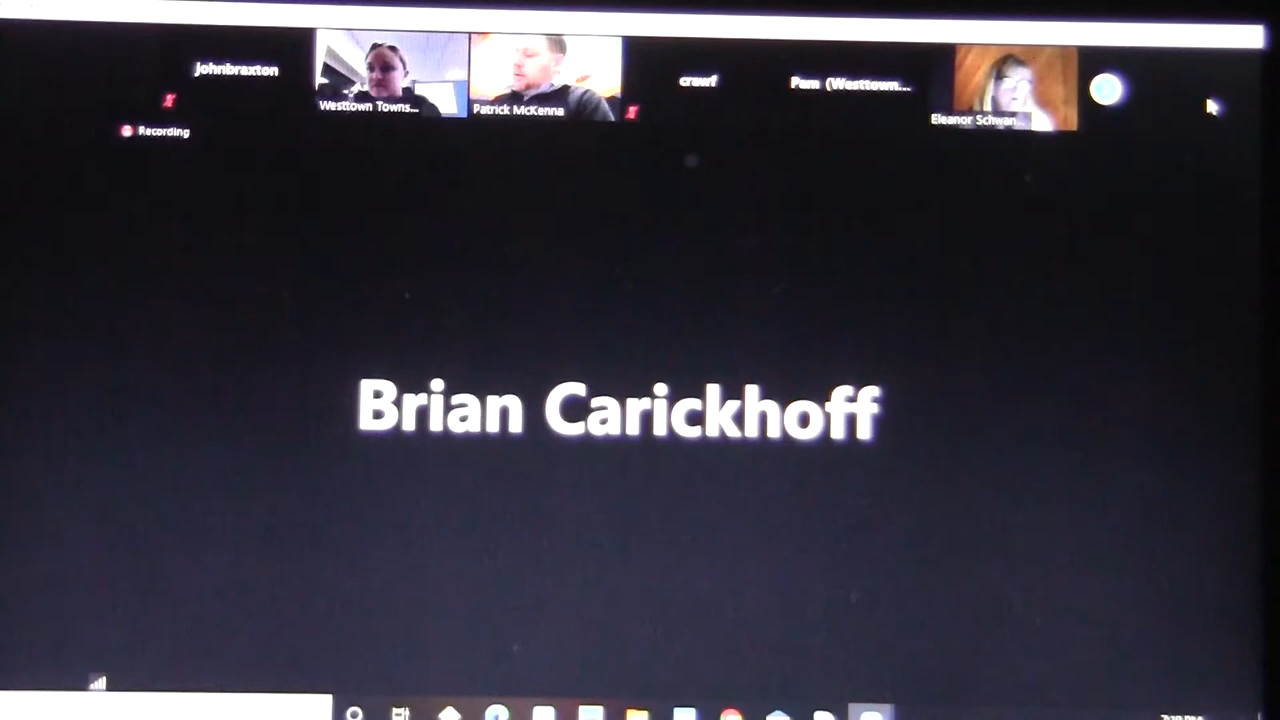 Johnbraxton
Westtown Towns...
Patrick McKenna
crawf
Pam (Westtown...
Eleanor Schwan...
Recording
Brian Carickhoff